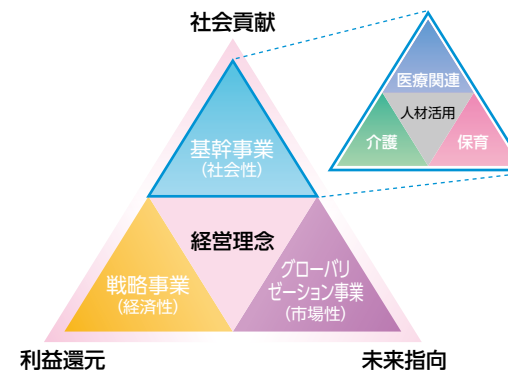 社会貢献
医療関連
人材活用
介護
保育
基幹事業
(社会性)
経営理念
戦略事業
(経済性)
グローバリ
ゼーション事業
(市場性)
利益還元
未来指向